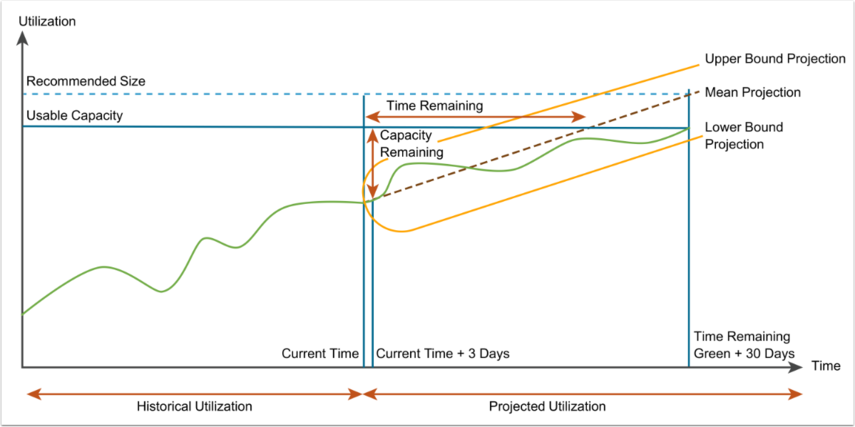 Utilization
Upper Bound Projection
Recommended Size
Mean Projection
Time Remaining
Usable Capacity
Capacity
Remaining
Lower Bound
Projection
Current Time
Current Time + 3 Days
Time Remaining
Green + 30 Days
Time
Historical Utilization
Projected Utilization